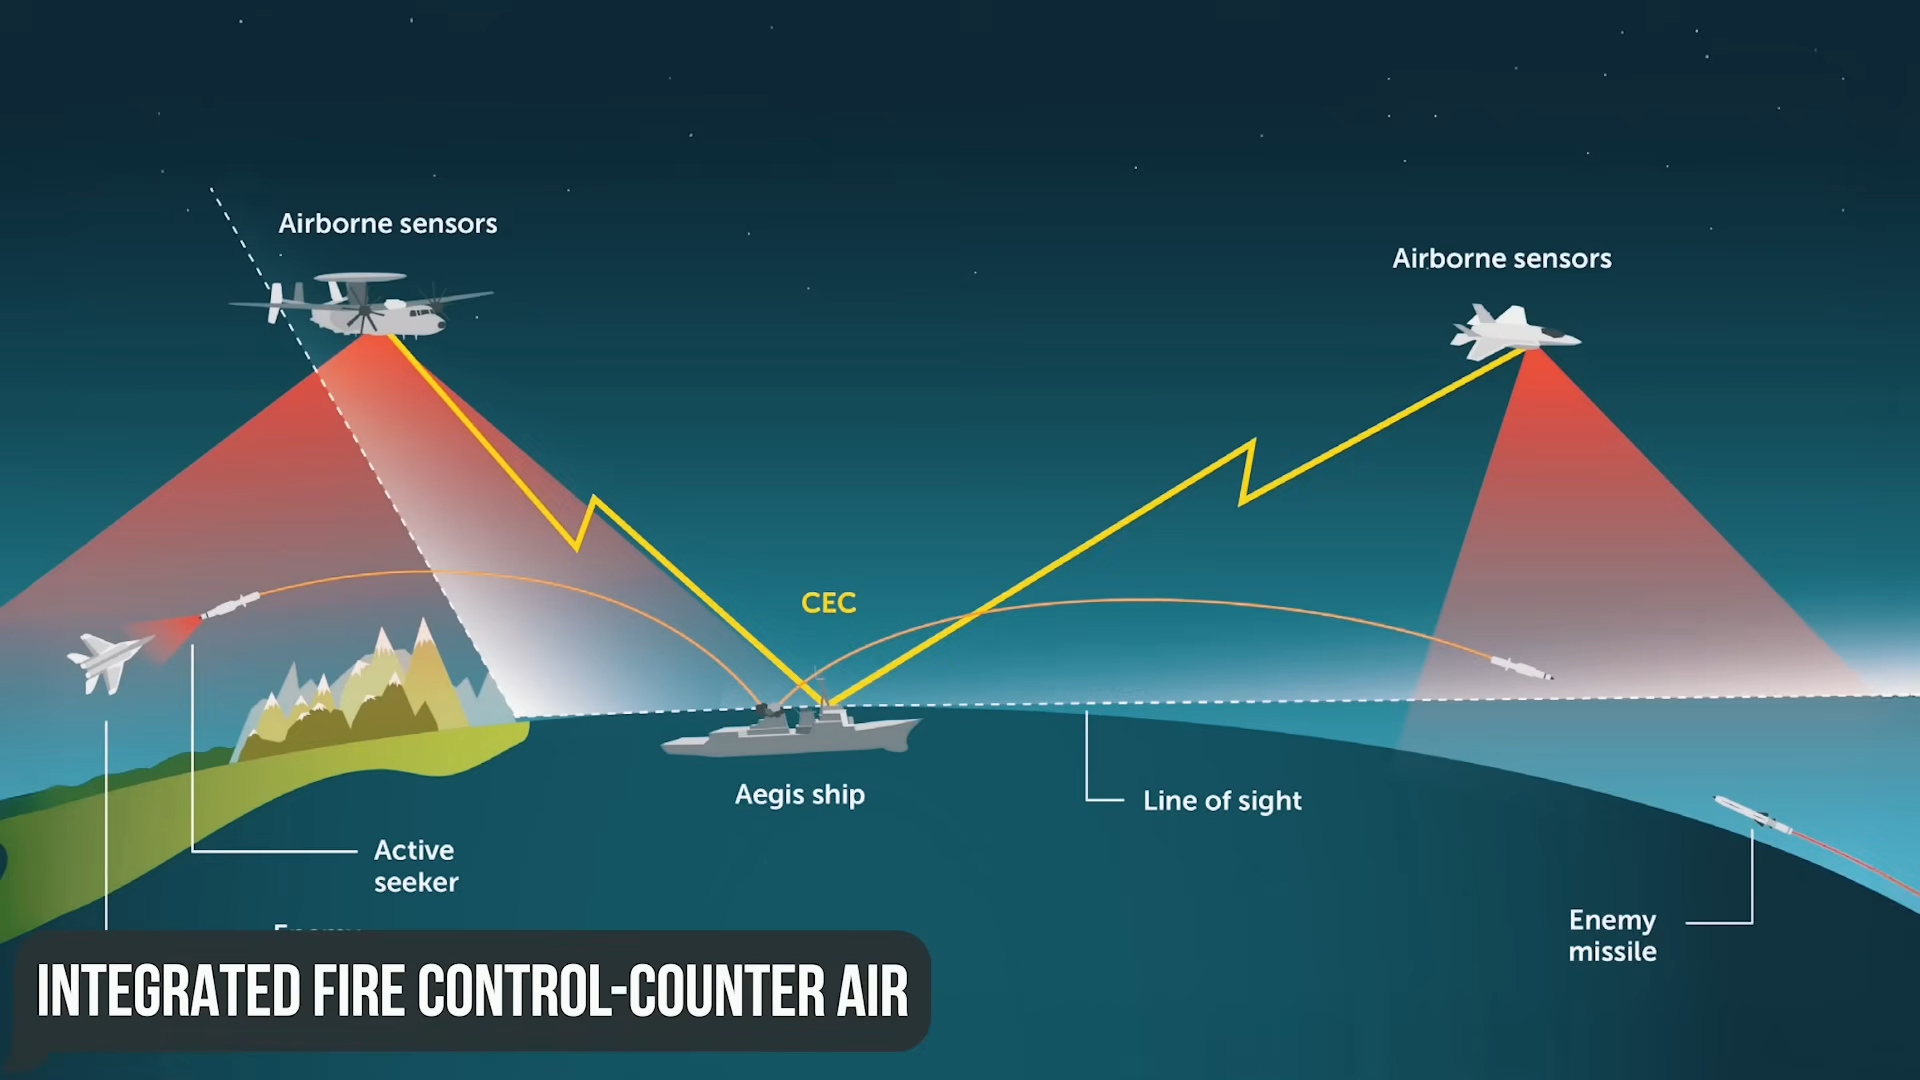 Airborne sensors
Airborne sensors
CEC
Aegis ship
Line of sight
Active
seeker
Enemy
missile
INTEGRATED FIRE CONTROL-COUNTER AIR